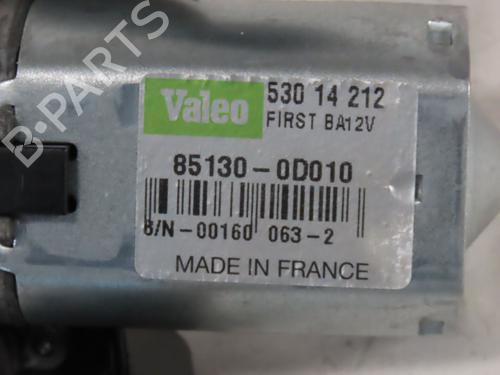 B-PARTS
Valeo
530 14 212
FIRST BA12V
85130-0D010
S/N-00160 063-2
MADE IN FRANCE